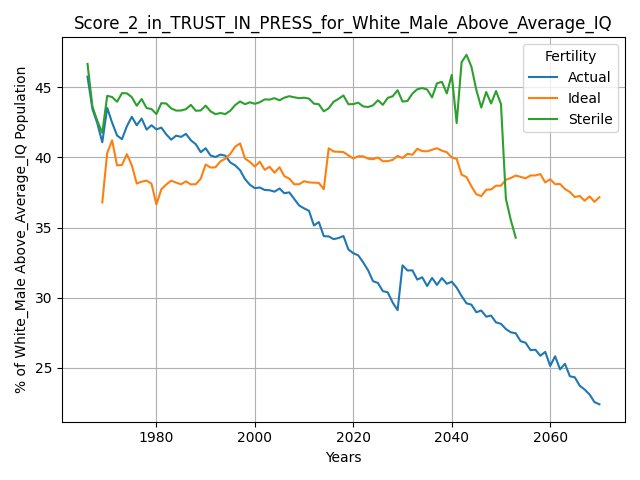 Score_2_in_TRUST_IN_PRESS_for_White_Male_Above_Average_IQ
% of White_Male Above_Average_IQ Population
45
40
35
30
25
Fertility
Actual
Ideal
Sterile
1980
2000
2020
2040
2060
Years